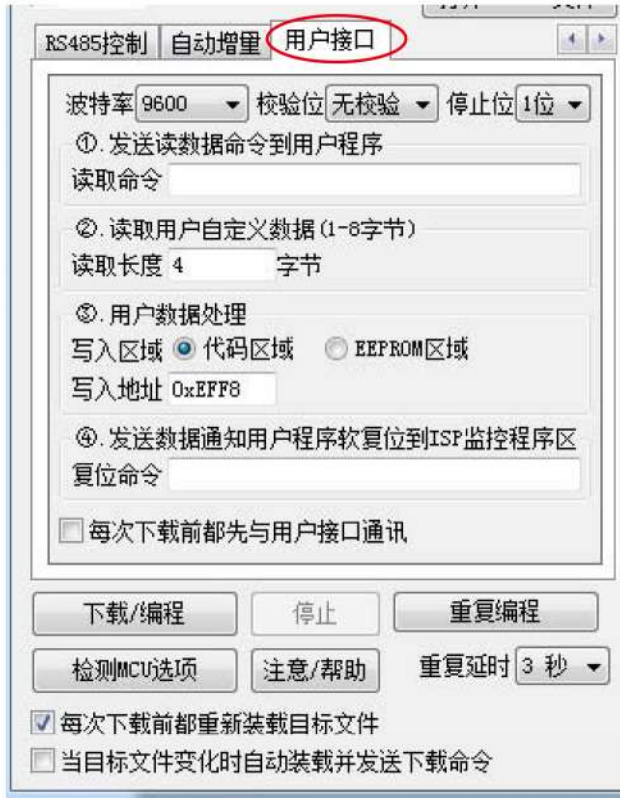 RS485控制 自动增量 用户接口
波特率 9600 校验位 无校验 停止位 1位
①.发送读数据命令到用户程序
读取命令
②.读取用户自定义数据(1-8字节)
读取长度 4 字节
③.用户数据处理
写入区域 代码区域 EEPROM区域
写入地址 0xEFF8
④.发送数据通知用户程序软复位到ISP监控程序区
复位命令
每次下载前都先与用户接口通讯
下载/编程 停止 重复编程
检测MCU选项 注意/帮助 重复延时 3 秒
每次下载前都重新装载目标文件
当目标文件变化时自动装载并发送下载命令